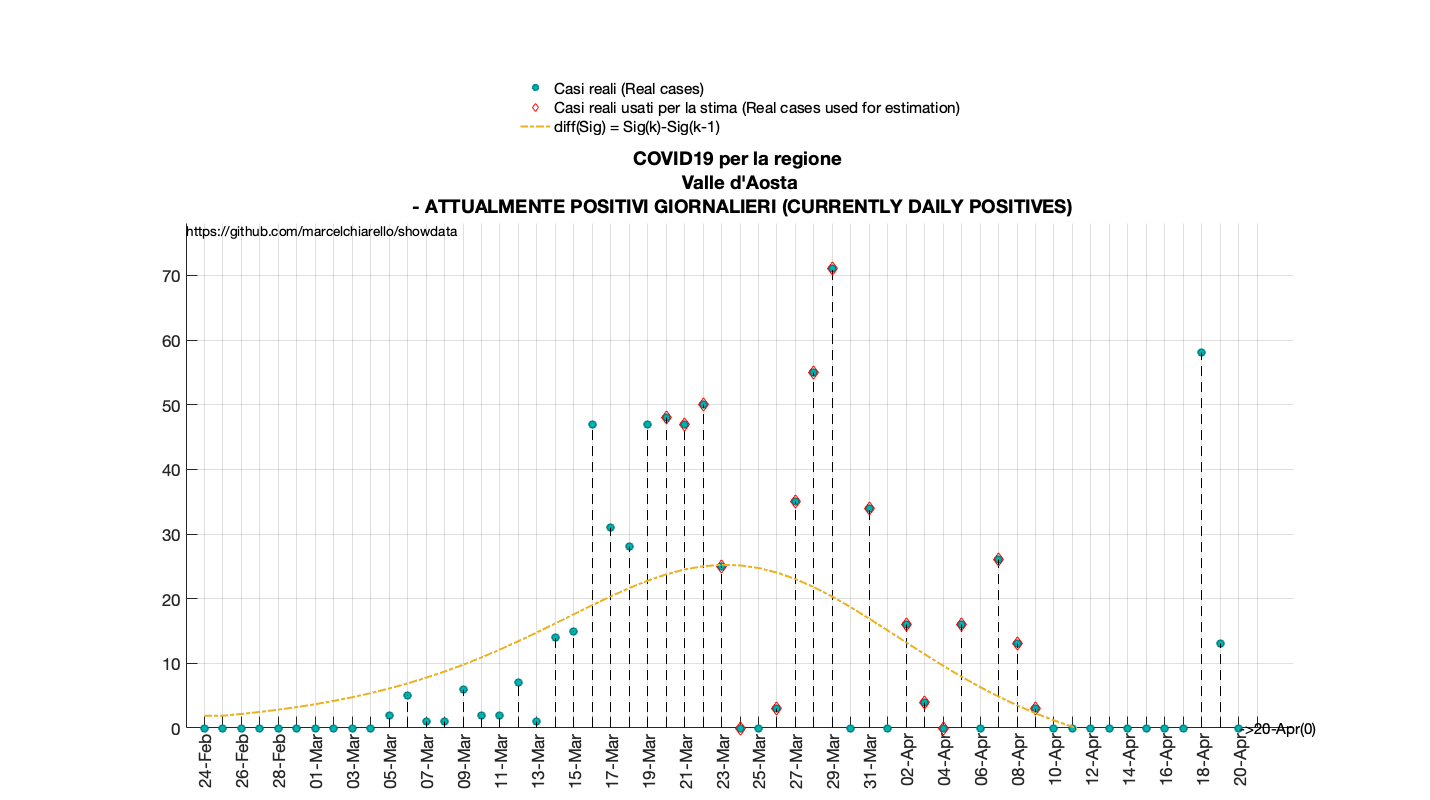 Casi reali (Real cases)
Casi reali usati per la stima (Real cases used for estimation)
diff(Sig) = Sig(k)-Sig(k-1)
COVID19 per la regione
Valle d'Aosta
- ATTUALMENTE POSITIVI GIORNALIERI (CURRENTLY DAILY POSITIVES)
https://github.com/marcelchiarello/showdata
70
60
50
40
30
20
10
0
->20-Apr(0)
24-Feb
26-Feb
28-Feb
01-Mar
03-Mar
05-Mar
07-Mar
09-Mar
11-Mar
13-Mar
15-Mar
17-Mar
19-Mar
21-Mar
23-Mar
25-Mar
27-Mar
29-Mar
31-Mar
02-Apr
04-Apr
06-Apr
08-Apr
10-Apr
12-Apr
14-Apr
16-Apr
18-Apr
20-Apr